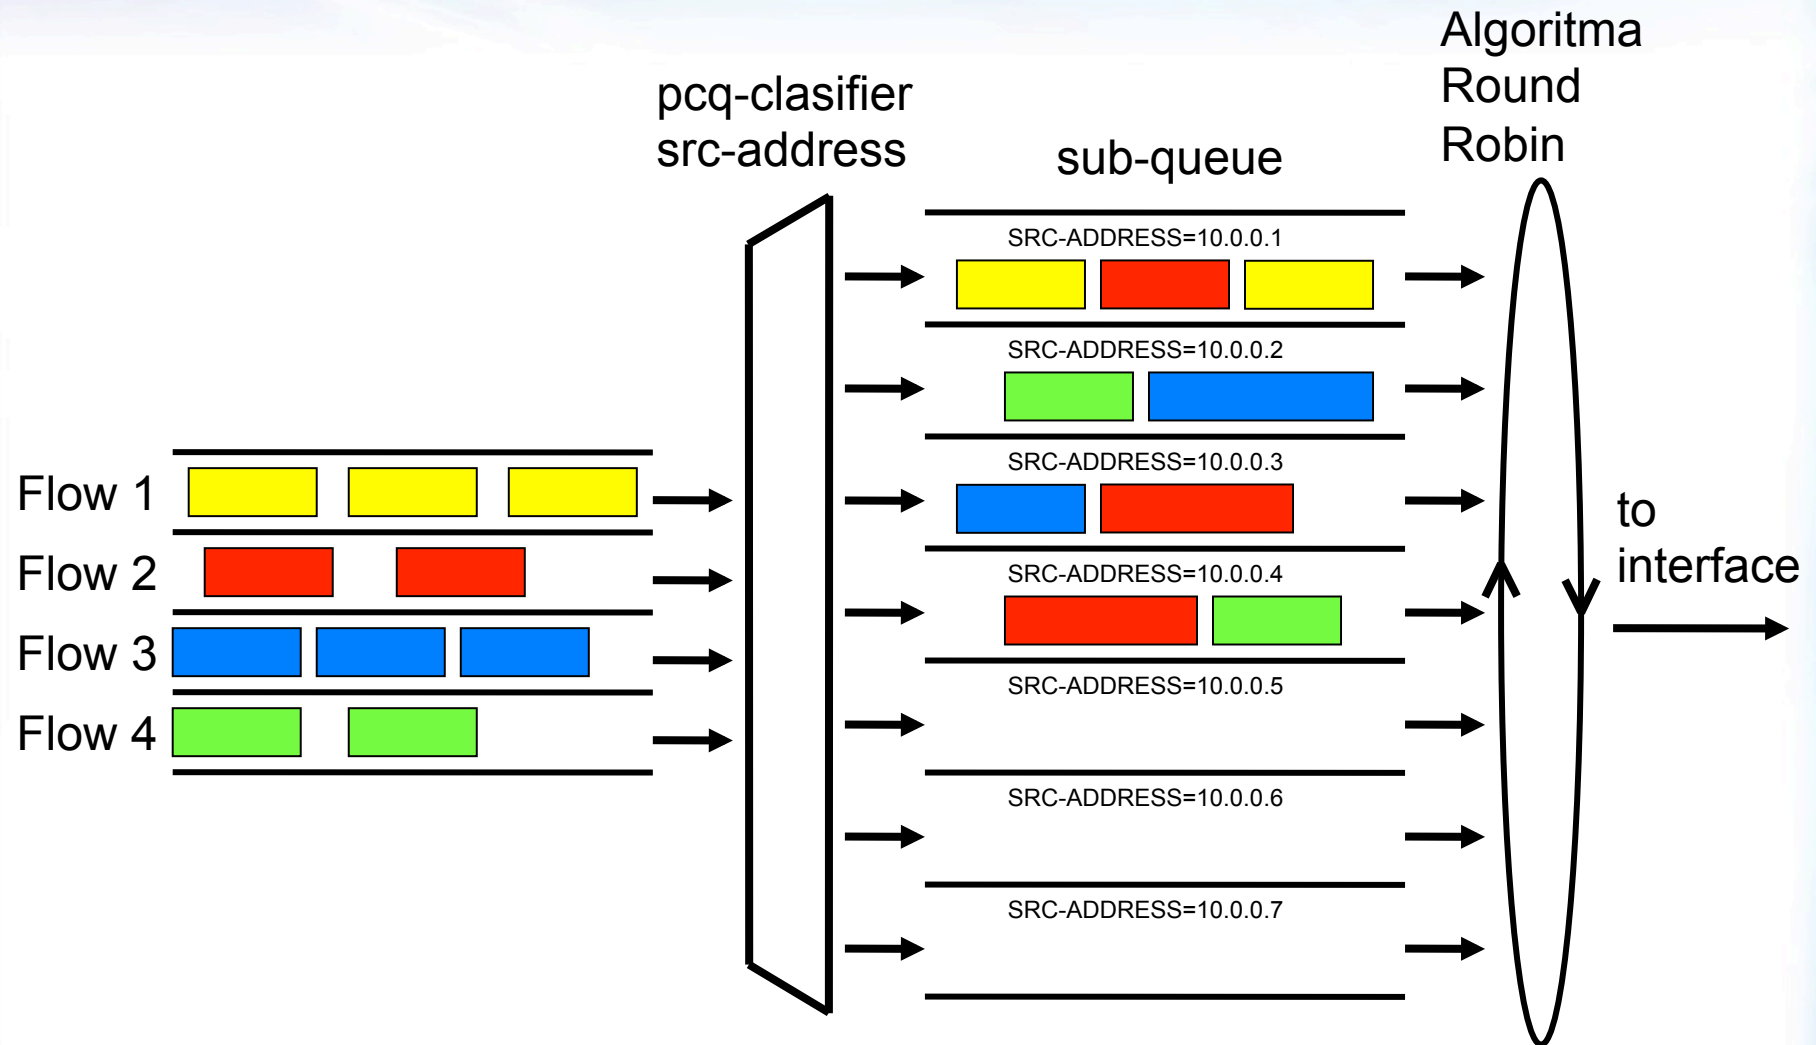 Algoritma
Round
Robin
pcq-clasifier
src-address
sub-queue
SRC-ADDRESS=10.0.0.1
SRC-ADDRESS=10.0.0.2
SRC-ADDRESS=10.0.0.3
SRC-ADDRESS=10.0.0.4
SRC-ADDRESS=10.0.0.5
SRC-ADDRESS=10.0.0.6
SRC-ADDRESS=10.0.0.7
Flow 1
Flow 2
Flow 3
Flow 4
to
interface